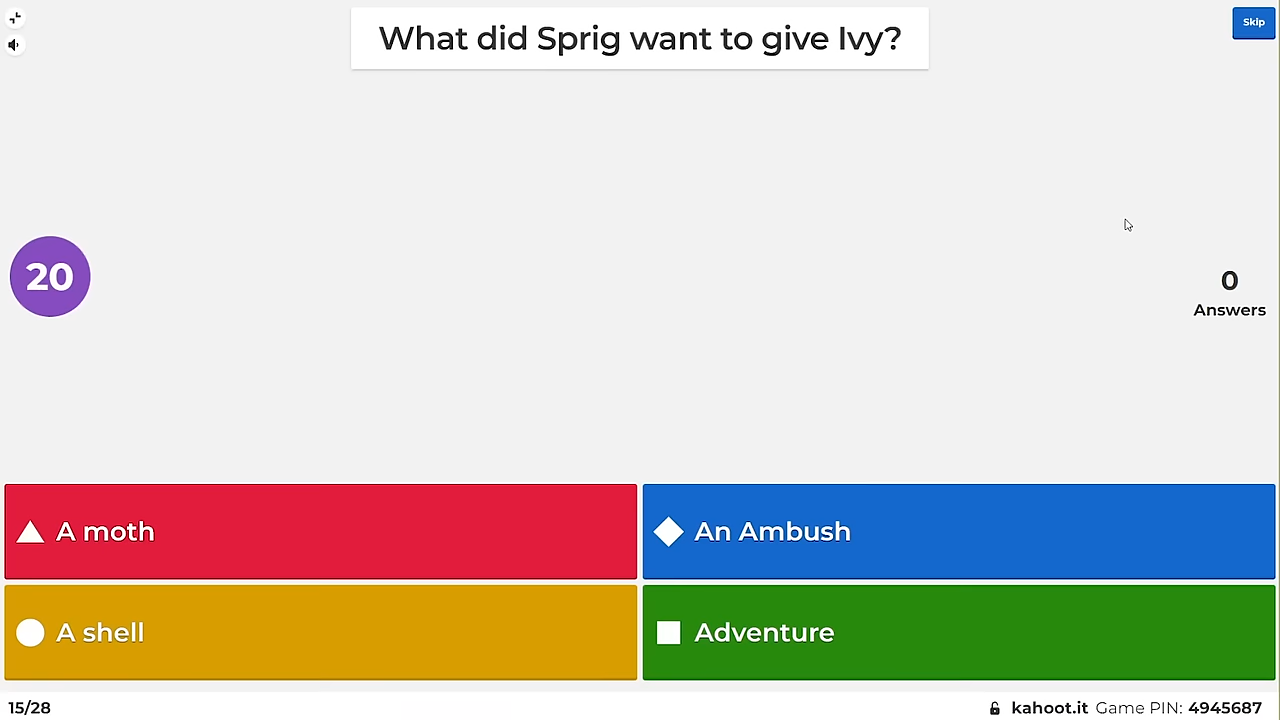 What did Sprig want to give Ivy?
Skip
20
0
Answers
A moth
An Ambush
A shell
Adventure
15/28
kahoot.it Game PIN: 4945687